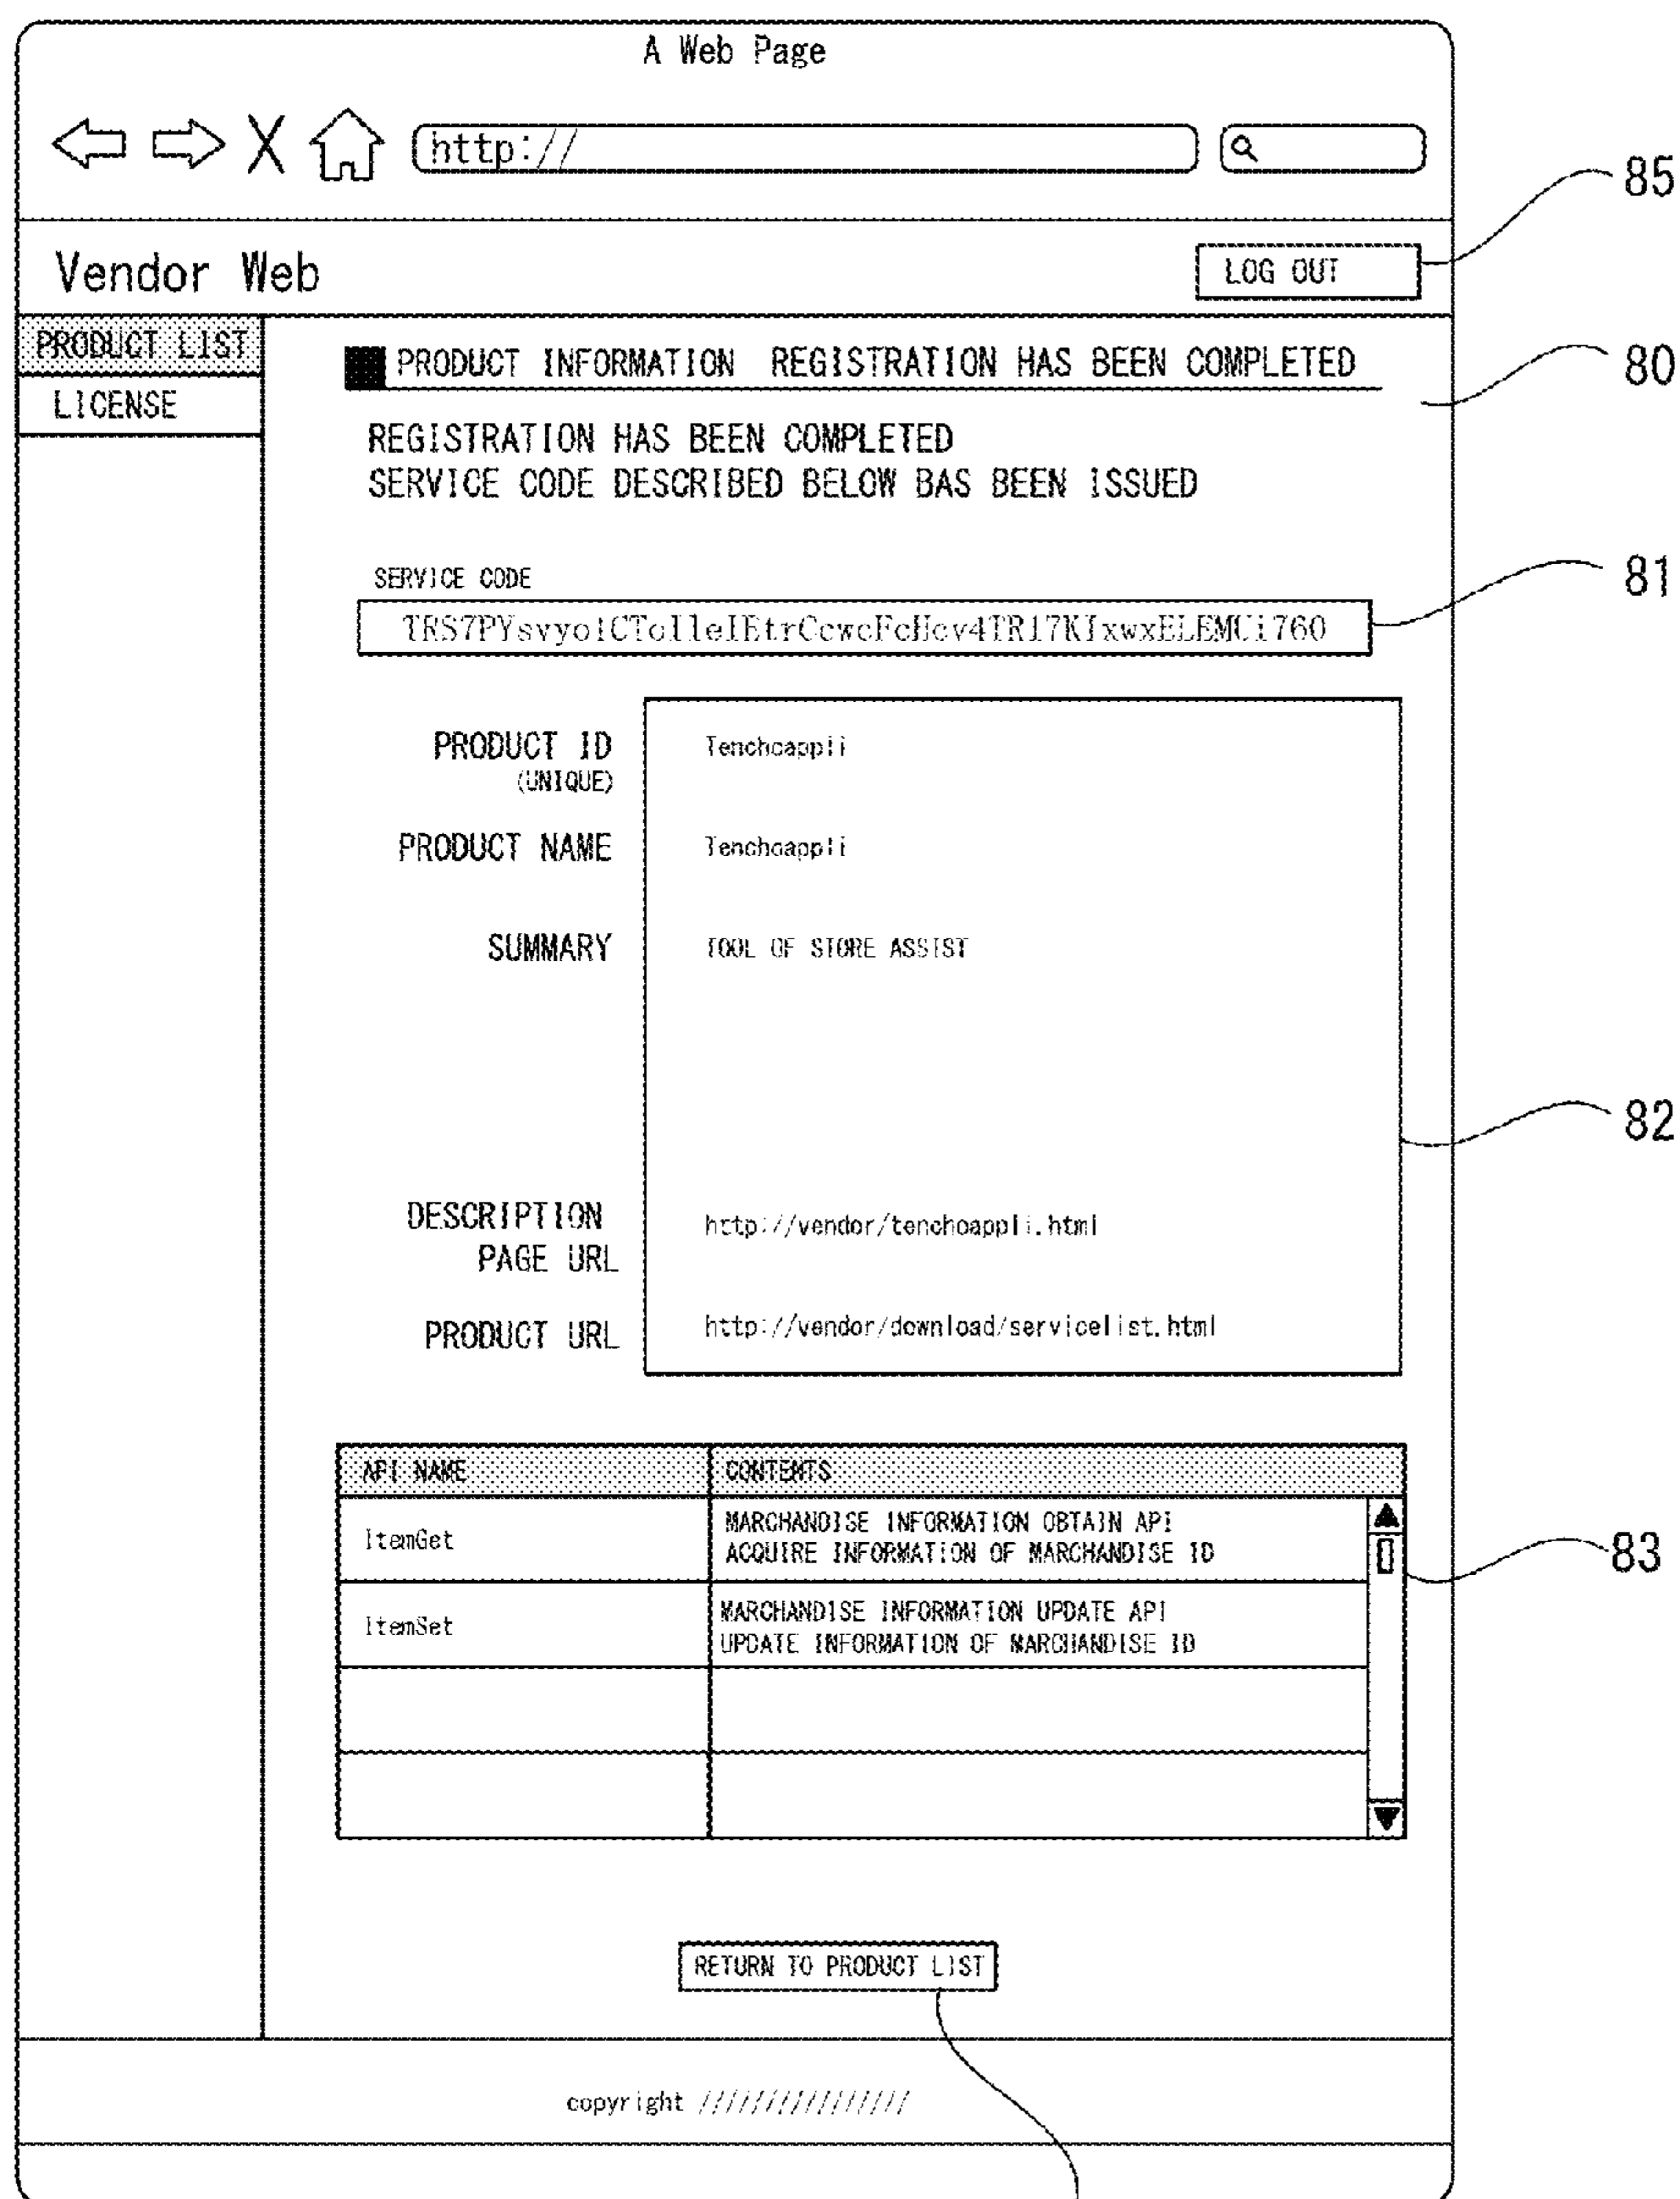 A Web Page
http://
85
Vendor Web
LOG OUT
PRODUCT LIST
LICENSE
PRODUCT INFORMATION REGISTRATION HAS BEEN COMPLETED
80
REGISTRATION HAS BEEN COMPLETED
SERVICE CODE DESCRIBED BELOW BAS BEEN ISSUED
SERVICE CODE
81
PRODUCT ID
(UNIQUE)
Tenchoappli
PRODUCT NAME
Tenchoappli
SUMMARY
TOOL OF STORE ASSIST
82
DESCRIPTION
PAGE URL
http://vendor/tenchoappli.html
PRODUCT URL
http://vendor/download/servicelist.html
API NAME
CONTENTS
ItemGet
MARCHANDISE INFORMATION OBTAIN API
ACQUIRE INFORMATION OF MARCHANDISE ID
83
ItemSet
MARCHANDISE INFORMATION UPDATE API
UPDATE INFORMATION OF MARCHANDISE ID
RETURN TO PRODUCT LIST
copyright ////////////////